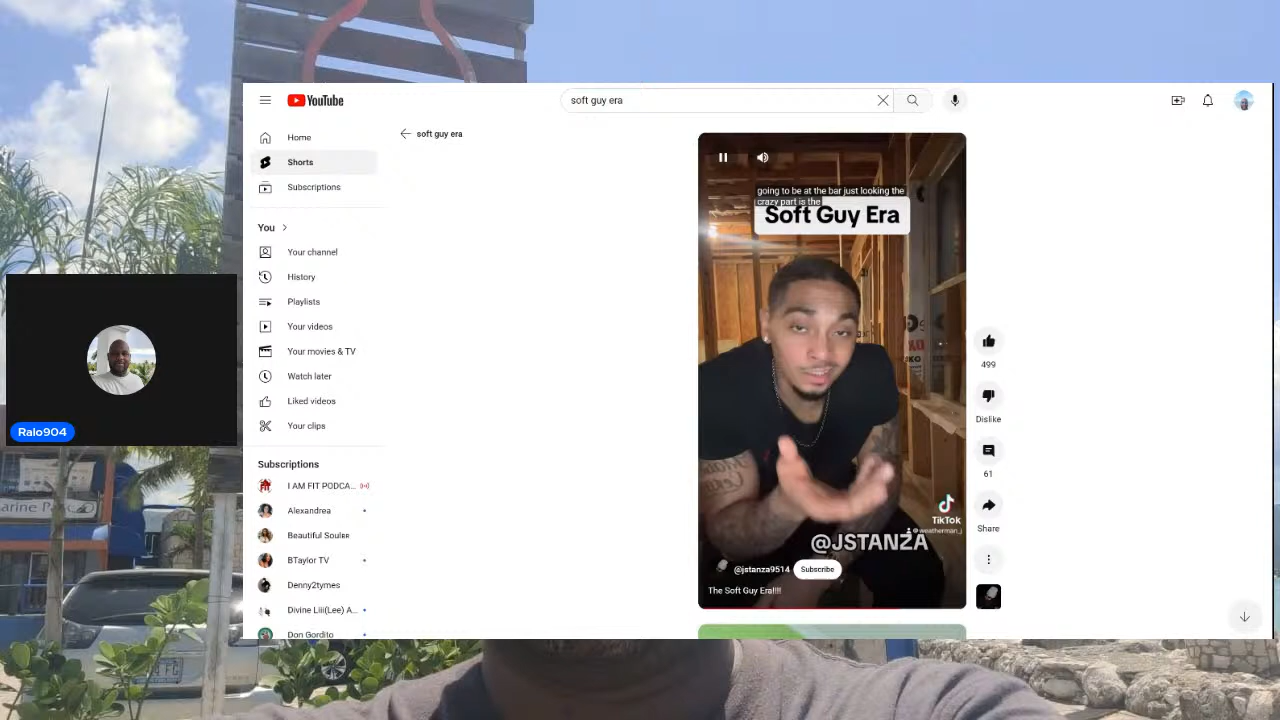 YouTube
soft guy era
Home
soft guy era
Shorts
Subscriptions
You
Your channel
History
Playlists
Your videos
Your movies & TV
Watch later
Liked videos
Your clips
Subscriptions
I AM FIT PODCA...
Alexandrea
Beautiful Soulee
BTaylor TV
Denny2tymes
Divine Liii(Lee) A...
Don Gordito
going to be at the bar just looking the
crazy part is the
Soft Guy Era
TikTok
@weatherman_j
@JSTANZA
@jstanza9514
Subscribe
The Soft Guy Era!!!!
499
Dislike
61
Share
Ralo904